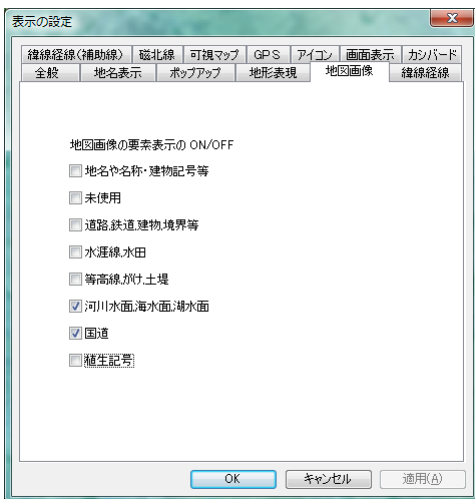 表示の設定
緯線経線(補助線) 磁北線 可視マップ GPS アイコン 画面表示 カシバード
全般 地名表示 ポップアップ 地形表現 地図画像 緯線経線
地図画像の要素表示の ON/OFF
地名や名称・建物記号等
未使用
道路,鉄道,建物,境界等
水涯線,水田
等高線,がけ,土堤
河川水面,海水面,湖水面
国道
植生記号
OK キャンセル 適用(A)